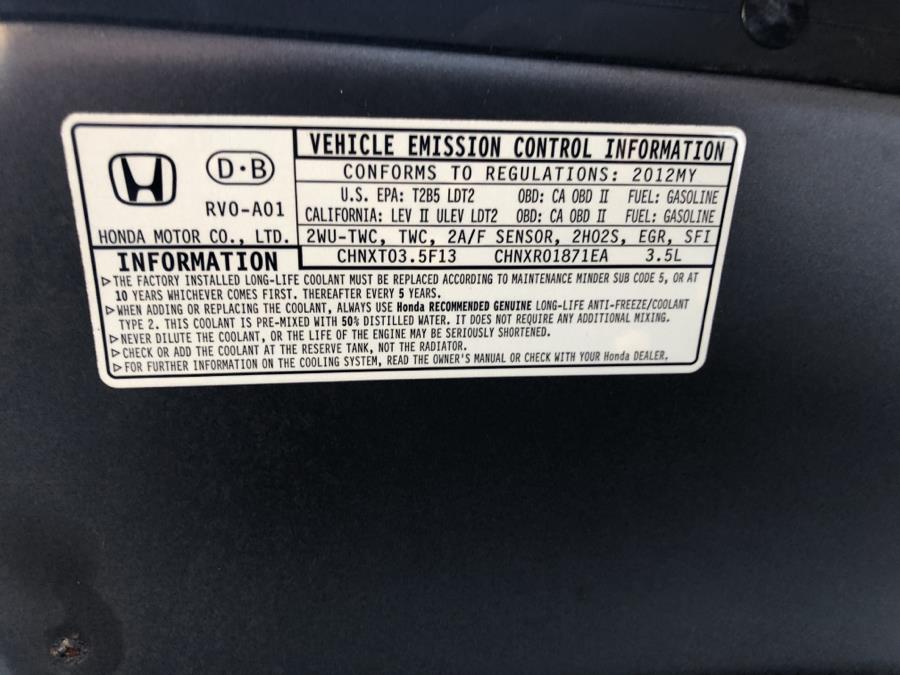 VEHICLE EMISSION CONTROL INFORMATION
D·B
CONFORMS TO REGULATIONS: 2012MY
U.S. EPA: T2B5 LDT2 OBD: CA OBD II FUEL: GASOLINE
RV0-A01
CALIFORNIA: LEV II ULEV LDT2 OBD: CA OBD II FUEL: GASOLINE
HONDA MOTOR CO., LTD.
2WU-TWC, TWC, 2A/F SENSOR, 2HO2S, EGR, SFI
CHNXT03.5F13 CHNXR01871EA 3.5L
INFORMATION
▷THE FACTORY INSTALLED LONG-LIFE COOLANT MUST BE REPLACED ACCORDING TO MAINTENANCE MINDER SUB CODE 5, OR AT
10 YEARS WHICHEVER COMES FIRST. THEREAFTER EVERY 5 YEARS.
▷WHEN ADDING OR REPLACING THE COOLANT, ALWAYS USE Honda RECOMMENDED GENUINE LONG-LIFE ANTI-FREEZE/COOLANT
TYPE 2. THIS COOLANT IS PRE-MIXED WITH 50% DISTILLED WATER. IT DOES NOT REQUIRE ANY ADDITIONAL MIXING.
▷NEVER DILUTE THE COOLANT, OR THE LIFE OF THE ENGINE MAY BE SERIOUSLY SHORTENED.
▷CHECK OR ADD THE COOLANT AT THE RESERVE TANK, NOT THE RADIATOR.
▷FOR FURTHER INFORMATION ON THE COOLING SYSTEM, READ THE OWNER'S MANUAL OR CHECK WITH YOUR Honda DEALER.